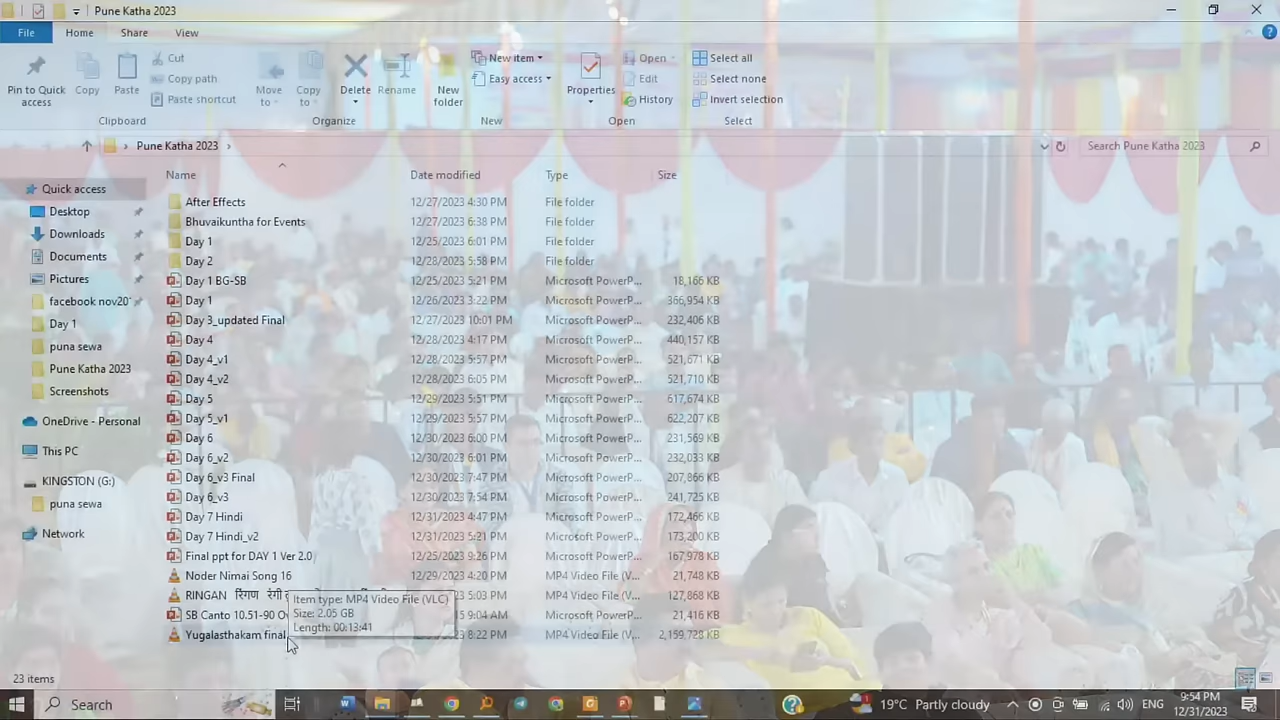 Pune Katha 2023
File Home Share View
Pin to Quick access
Copy
Paste
Cut
Copy path
Paste shortcut
Clipboard
Move to
Copy to
Delete
Rename
Organize
New folder
New item
Easy access
New
Properties
Open
Edit
History
Open
Select all
Select none
Invert selection
Select
Pune Katha 2023
Search Pune Katha 2023
Quick access
Desktop
Downloads
Documents
Pictures
facebook nov20
Day 1
puna sewa
Pune Katha 2023
Screenshots
OneDrive - Personal
This PC
KINGSTON (G:)
puna sewa
Network
Name Date modified Type Size
After Effects 12/27/2023 4:30 PM File folder
Bhuvaikuntha for Events 12/27/2023 6:38 PM File folder
Day 1 12/25/2023 6:01 PM File folder
Day 2 12/28/2023 5:58 PM File folder
Day 1 BG-SB 12/25/2023 5:21 PM Microsoft PowerP... 18,166 KB
Day 1 12/26/2023 3:22 PM Microsoft PowerP... 366,954 KB
Day 3_updated Final 12/27/2023 10:01 PM Microsoft PowerP... 232,406 KB
Day 4 12/28/2023 4:17 PM Microsoft PowerP... 440,157 KB
Day 4_v1 12/28/2023 5:57 PM Microsoft PowerP... 521,671 KB
Day 4_v2 12/28/2023 6:05 PM Microsoft PowerP... 521,710 KB
Day 5 12/29/2023 5:51 PM Microsoft PowerP... 617,674 KB
Day 5_v1 12/29/2023 5:57 PM Microsoft PowerP... 622,207 KB
Day 6 12/30/2023 6:00 PM Microsoft PowerP... 231,569 KB
Day 6_v2 12/30/2023 6:01 PM Microsoft PowerP... 232,033 KB
Day 6_v3 Final 12/30/2023 7:47 PM Microsoft PowerP... 207,866 KB
Day 6_v3 12/30/2023 7:54 PM Microsoft PowerP... 241,725 KB
Day 7 Hindi 12/31/2023 4:47 PM Microsoft PowerP... 172,466 KB
Day 7 Hindi_v2 12/31/2023 5:21 PM Microsoft PowerP... 173,200 KB
Final ppt for DAY 1 Ver 2.0 12/25/2023 9:26 PM Microsoft PowerP... 167,978 KB
Noder Nimai Song 16 12/29/2023 4:20 PM MP4 Video File (V... 21,748 KB
RINGAN रिंगण रंगी 5:03 PM MP4 Video File (V... 127,868 KB
SB Canto 10.51-90 9:04 AM Microsoft PowerP... 21,416 KB
Yugalasthakam final 8:22 PM MP4 Video File (V... 2,159,728 KB
Item type: MP4 Video File (VLC)
Size: 2.05 GB
Length: 00:13:41
23 items
Search
19°C Partly cloudy
ENG
9:54 PM
12/31/2023